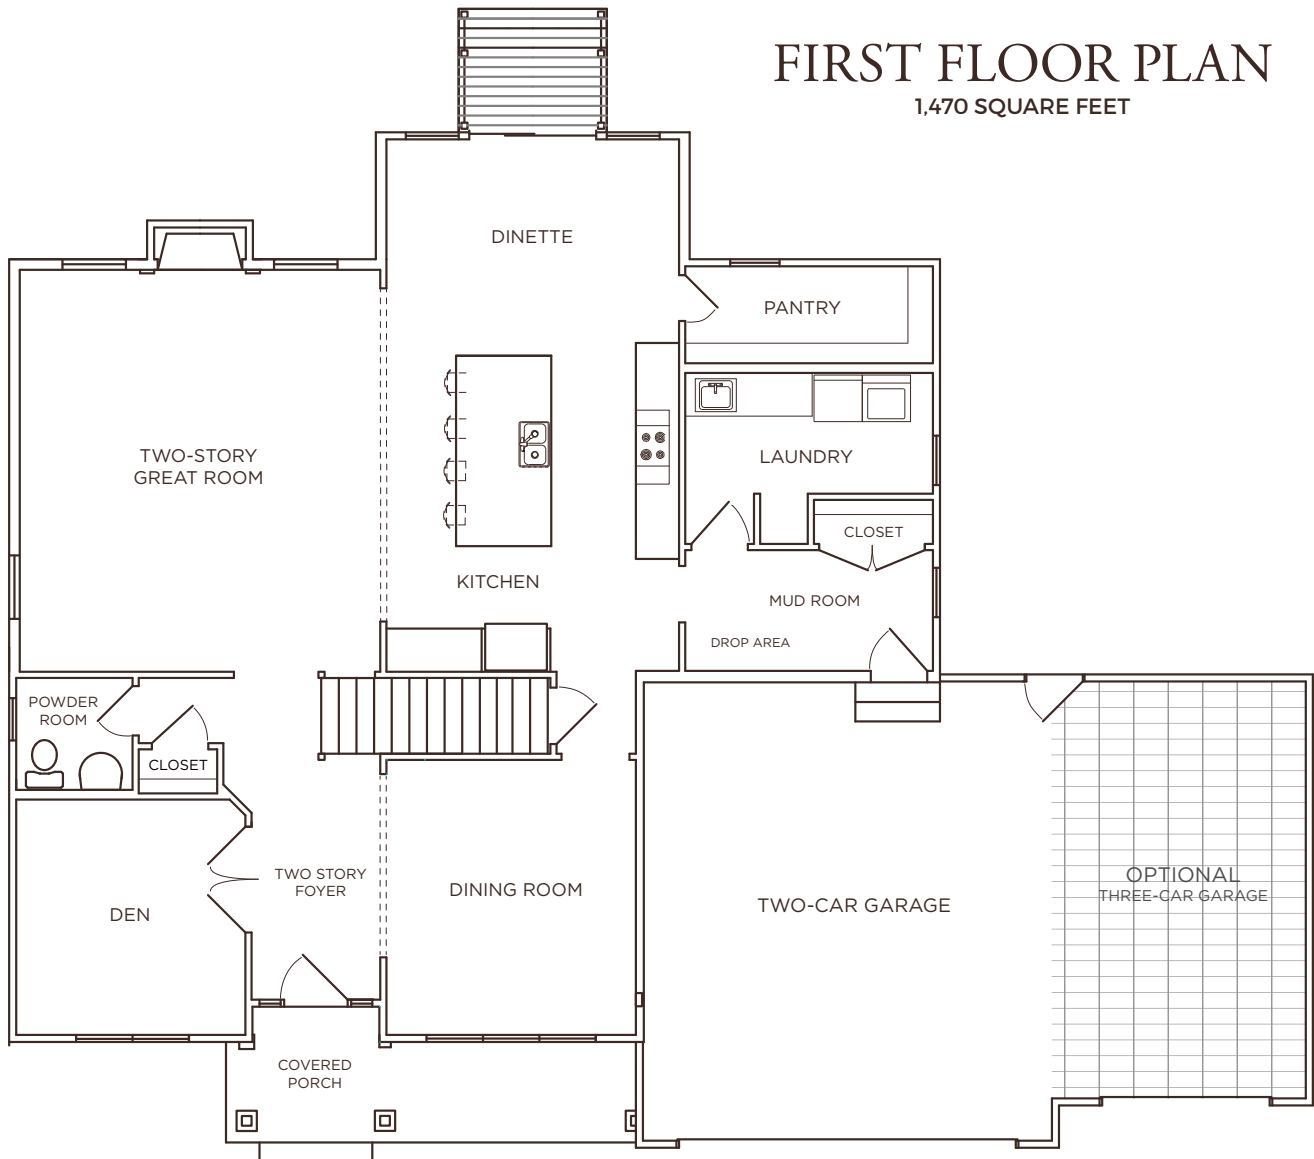 FIRST FLOOR PLAN
1,470 SQUARE FEET
DINETTE
PANTRY
TWO-STORY
GREAT ROOM
LAUNDRY
CLOSET
KITCHEN
MUD ROOM
DROP AREA
POWDER
ROOM
CLOSET
TWO STORY
FOYER
DINING ROOM
DEN
TWO-CAR GARAGE
OPTIONAL
THREE-CAR GARAGE
COVERED
PORCH